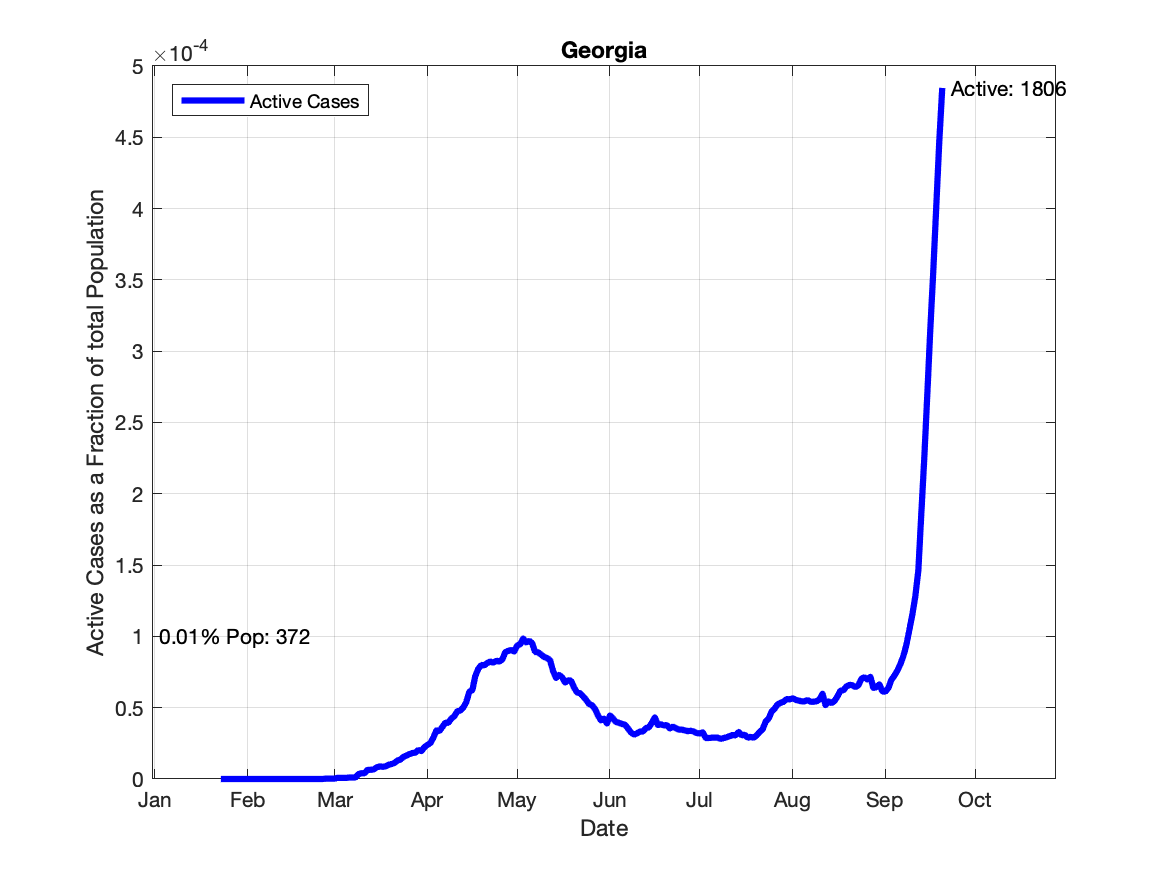 Georgia
×10-4
5
4.5
4
3.5
3
2.5
2
1.5
1
0.5
0
Active Cases as a Fraction of total Population
Active Cases
Active: 1806
0.01% Pop: 372
Jan Feb Mar Apr May Jun Jul Aug Sep Oct
Date